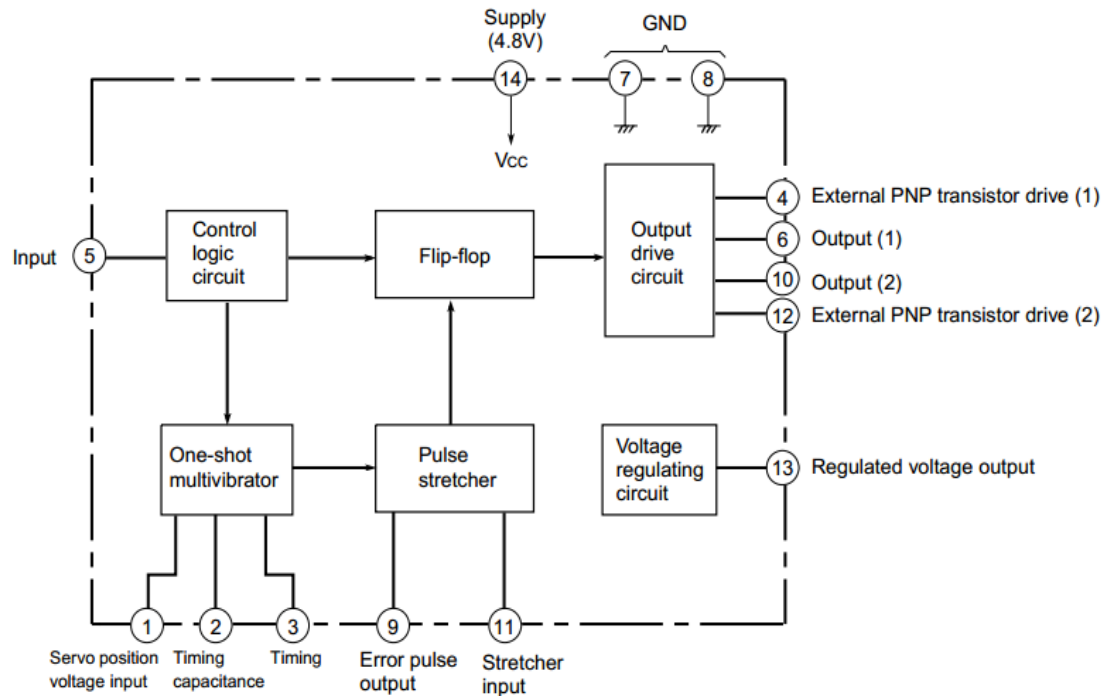 Supply
(4.8V)
GND
14
7
8
Vcc
Input
5
Control
logic
circuit
Flip-flop
Output
drive
circuit
4
External PNP transistor drive (1)
6
Output (1)
10
Output (2)
12
External PNP transistor drive (2)
One-shot
multivibrator
Pulse
stretcher
Voltage
regulating
circuit
13
Regulated voltage output
1
2
3
9
11
Servo position
voltage input
Timing
capacitance
Timing
Error pulse
output
Stretcher
input